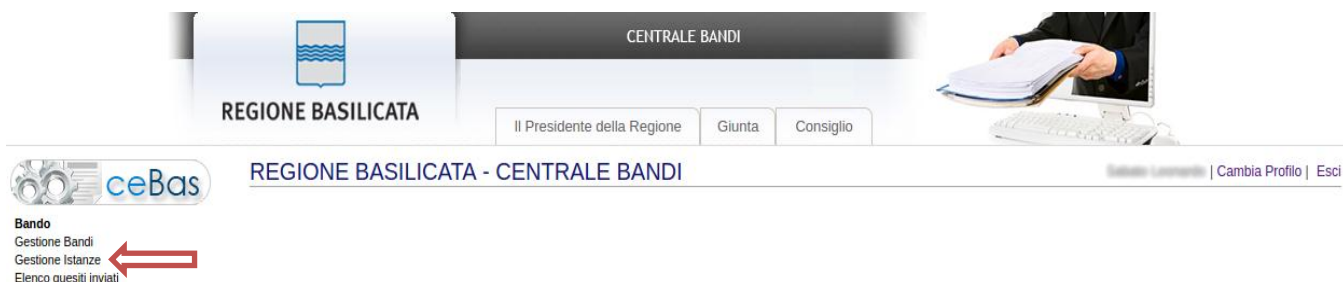 CENTRALE BANDI
REGIONE BASILICATA
Il Presidente della Regione
Giunta
Consiglio
ceBas
REGIONE BASILICATA - CENTRALE BANDI
| Cambia Profilo | Esci
Bando
Gestione Bandi
Gestione Istanze
Elenco quesiti inviati